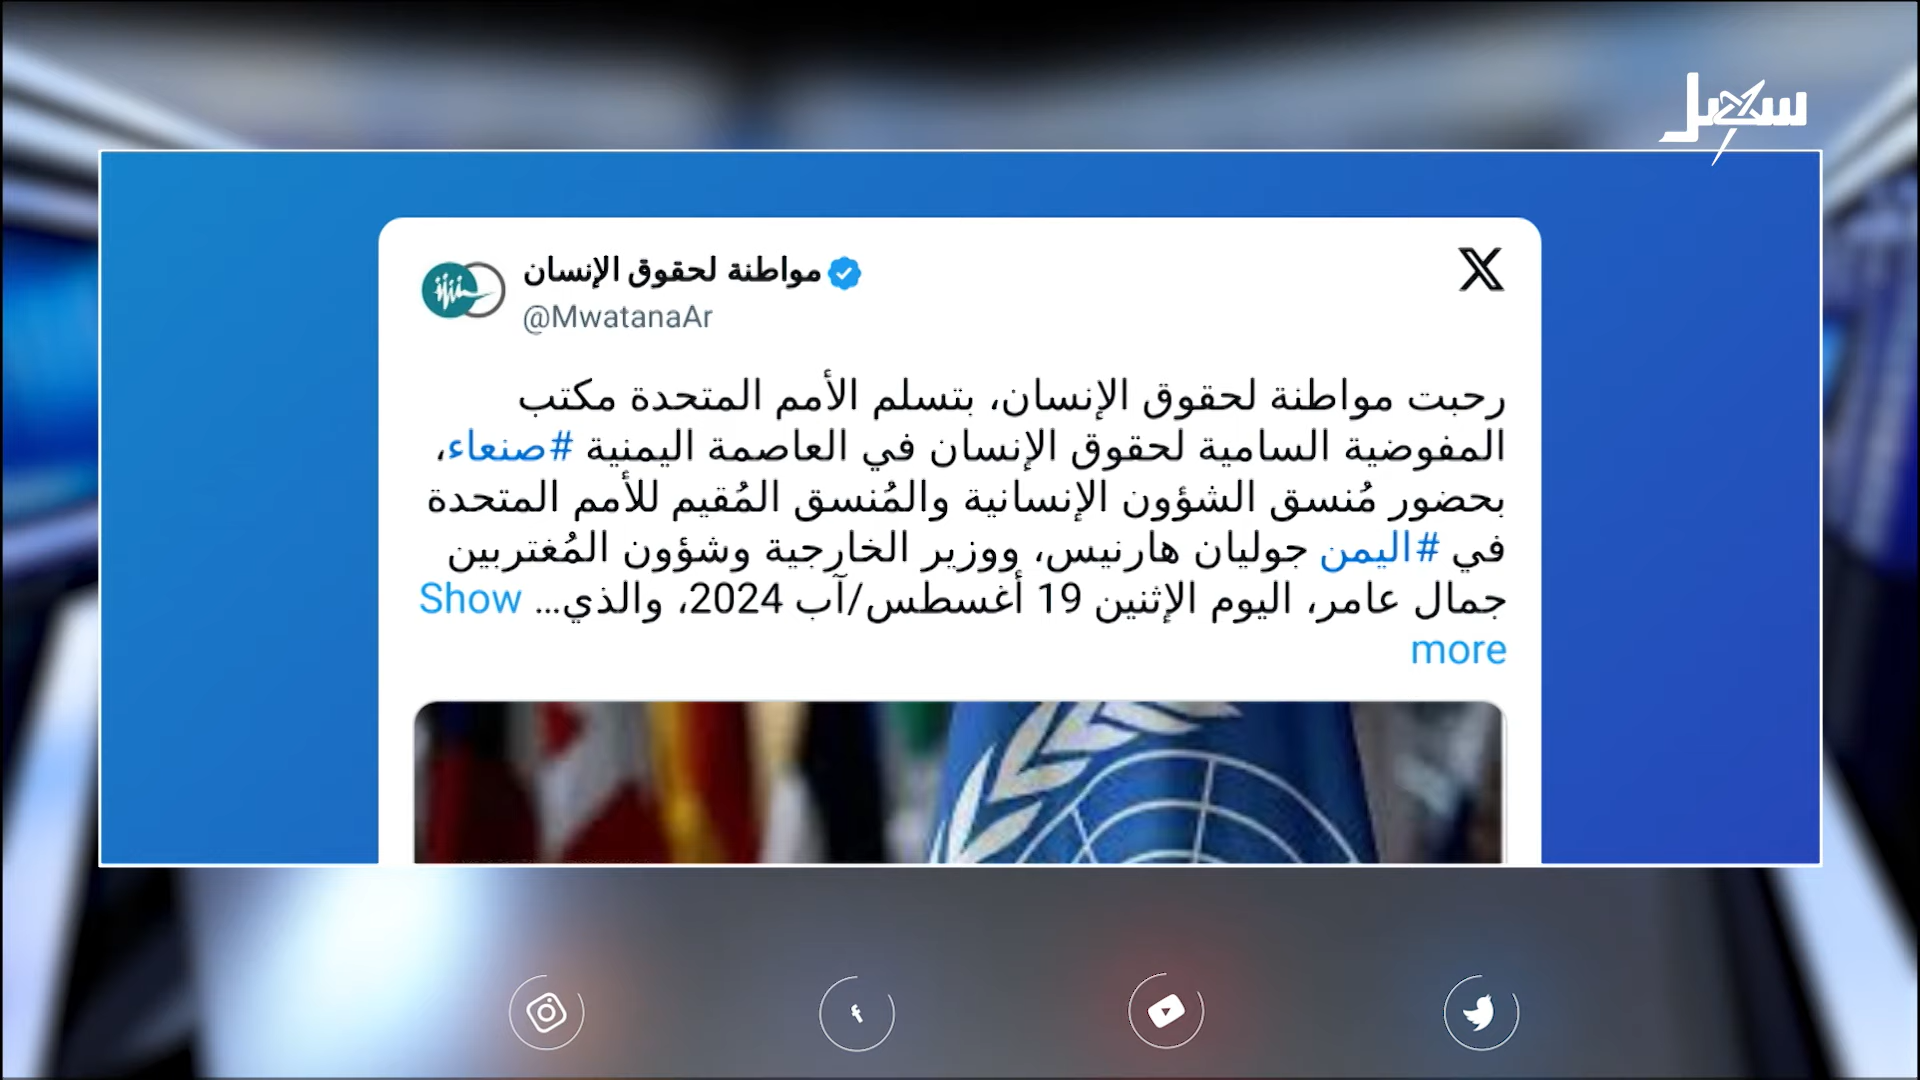 سهيل
مواطنة لحقوق الإنسان
@MwatanaAr
رحبت مواطنة لحقوق الإنسان، بتسلم الأمم المتحدة مكتب
المفوضية السامية لحقوق الإنسان في العاصمة اليمنية #صنعاء،
بحضور مُنسق الشؤون الإنسانية والمُنسق المُقيم للأمم المتحدة
في #اليمن جوليان هارنيس، ووزير الخارجية وشؤون المُغتربين
جمال عامر، اليوم الإثنين 19 أغسطس/آب 2024، والذي... Show
more